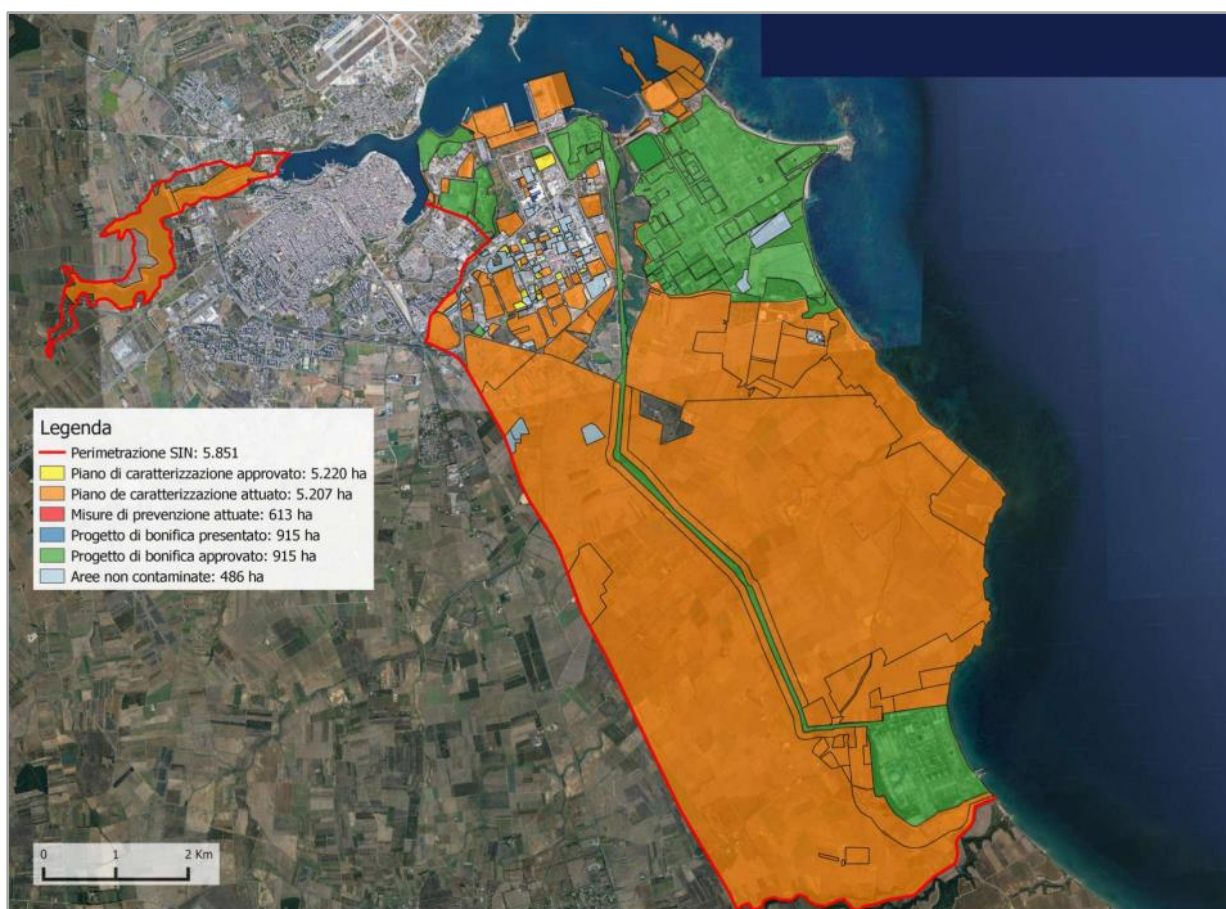 Legenda
Perimetrazione SIN: 5.851
Piano di caratterizzazione approvato: 5.220 ha
Piano de caratterizzazione attuato: 5.207 ha
Misure di prevenzione attuate: 613 ha
Progetto di bonifica presentato: 915 ha
Progetto di bonifica approvato: 915 ha
Aree non contaminate: 486 ha
0 1 2 Km